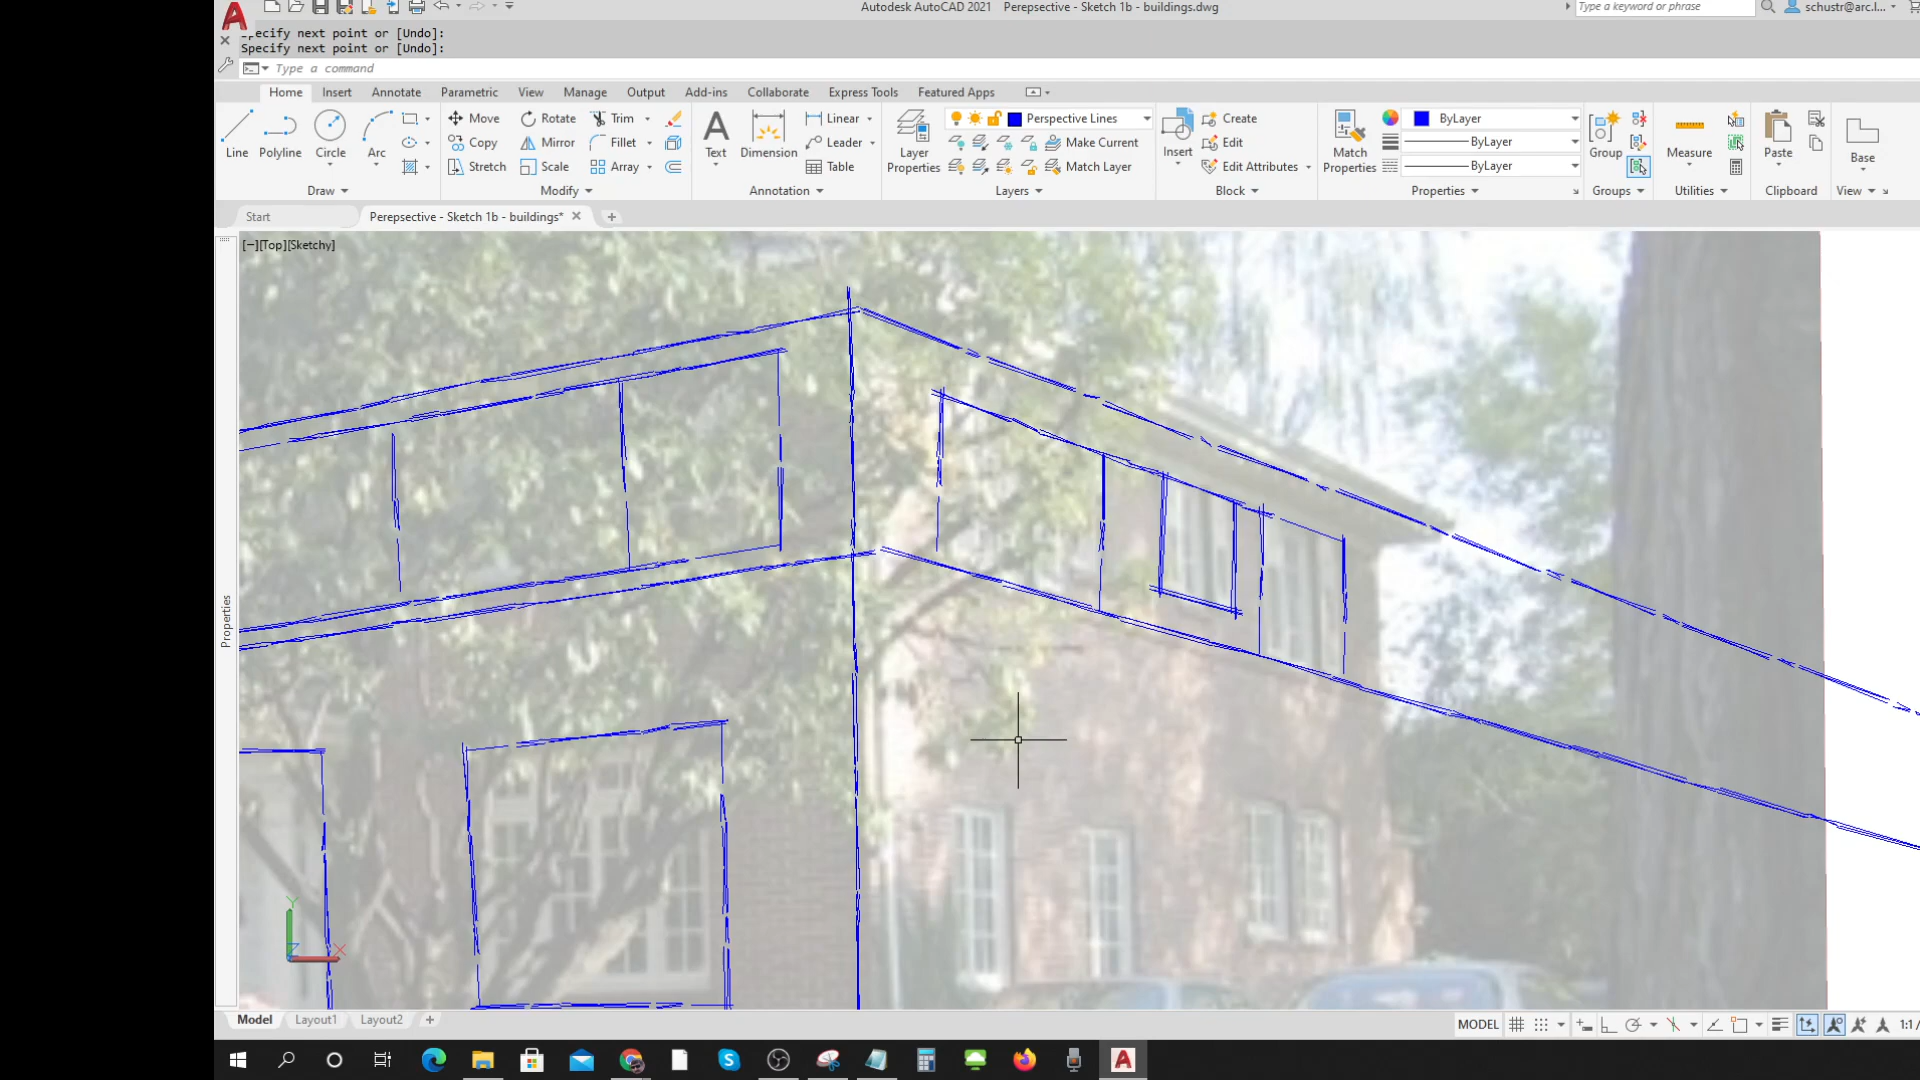 Autodesk AutoCAD 2021 Perepsective - Sketch 1b - buildings.dwg
Type a keyword or phrase
schustr@arc.l...
Specify next point or [Undo]:
Specify next point or [Undo]:
Type a command
Home Insert Annotate Parametric View Manage Output Add-ins Collaborate Express Tools Featured Apps
Line Polyline Circle Arc
Draw
Move Rotate Trim
Copy Mirror Fillet
Stretch Scale Array
Modify
Text Dimension
Linear
Leader
Table
Annotation
Layer Properties
Perspective Lines
Make Current
Match Layer
Layers
Insert
Create
Edit
Edit Attributes
Block
Match Properties
ByLayer
ByLayer
ByLayer
Properties
Group
Groups
Measure
Utilities
Paste
Clipboard
Base
View
Start
Perepsective - Sketch 1b - buildings*
[−][Top][Sketchy]
Properties
Y
Z
X
Model Layout1 Layout2
MODEL
1:1